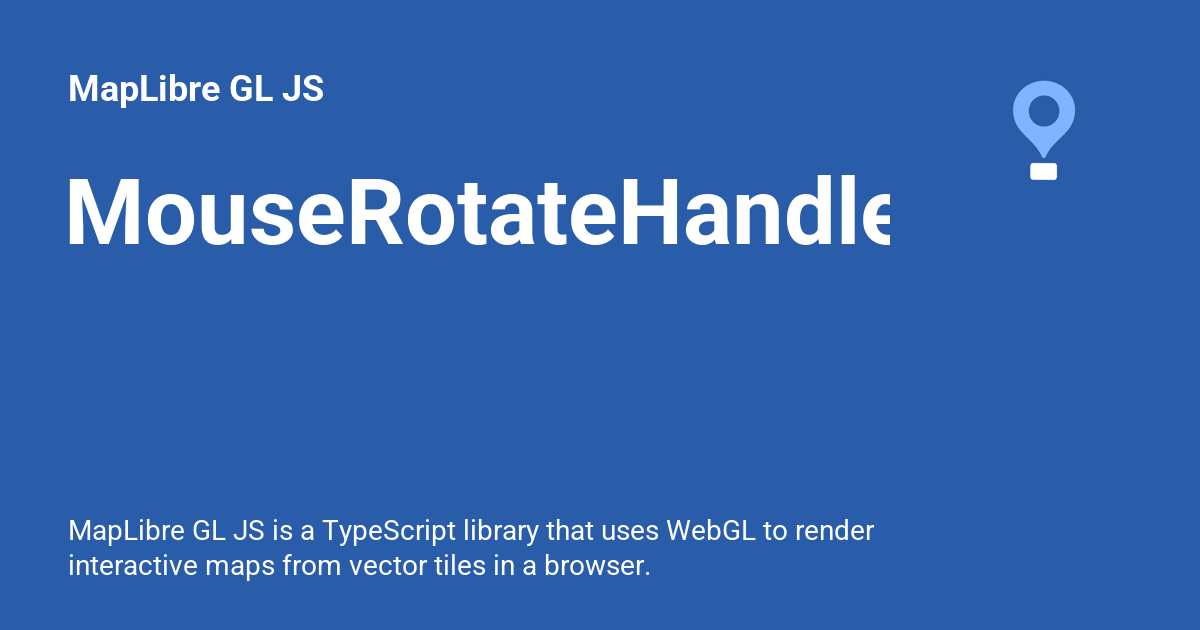 MapLibre GL JS
MouseRotateHandle
MapLibre GL JS is a TypeScript library that uses WebGL to render
interactive maps from vector tiles in a browser.